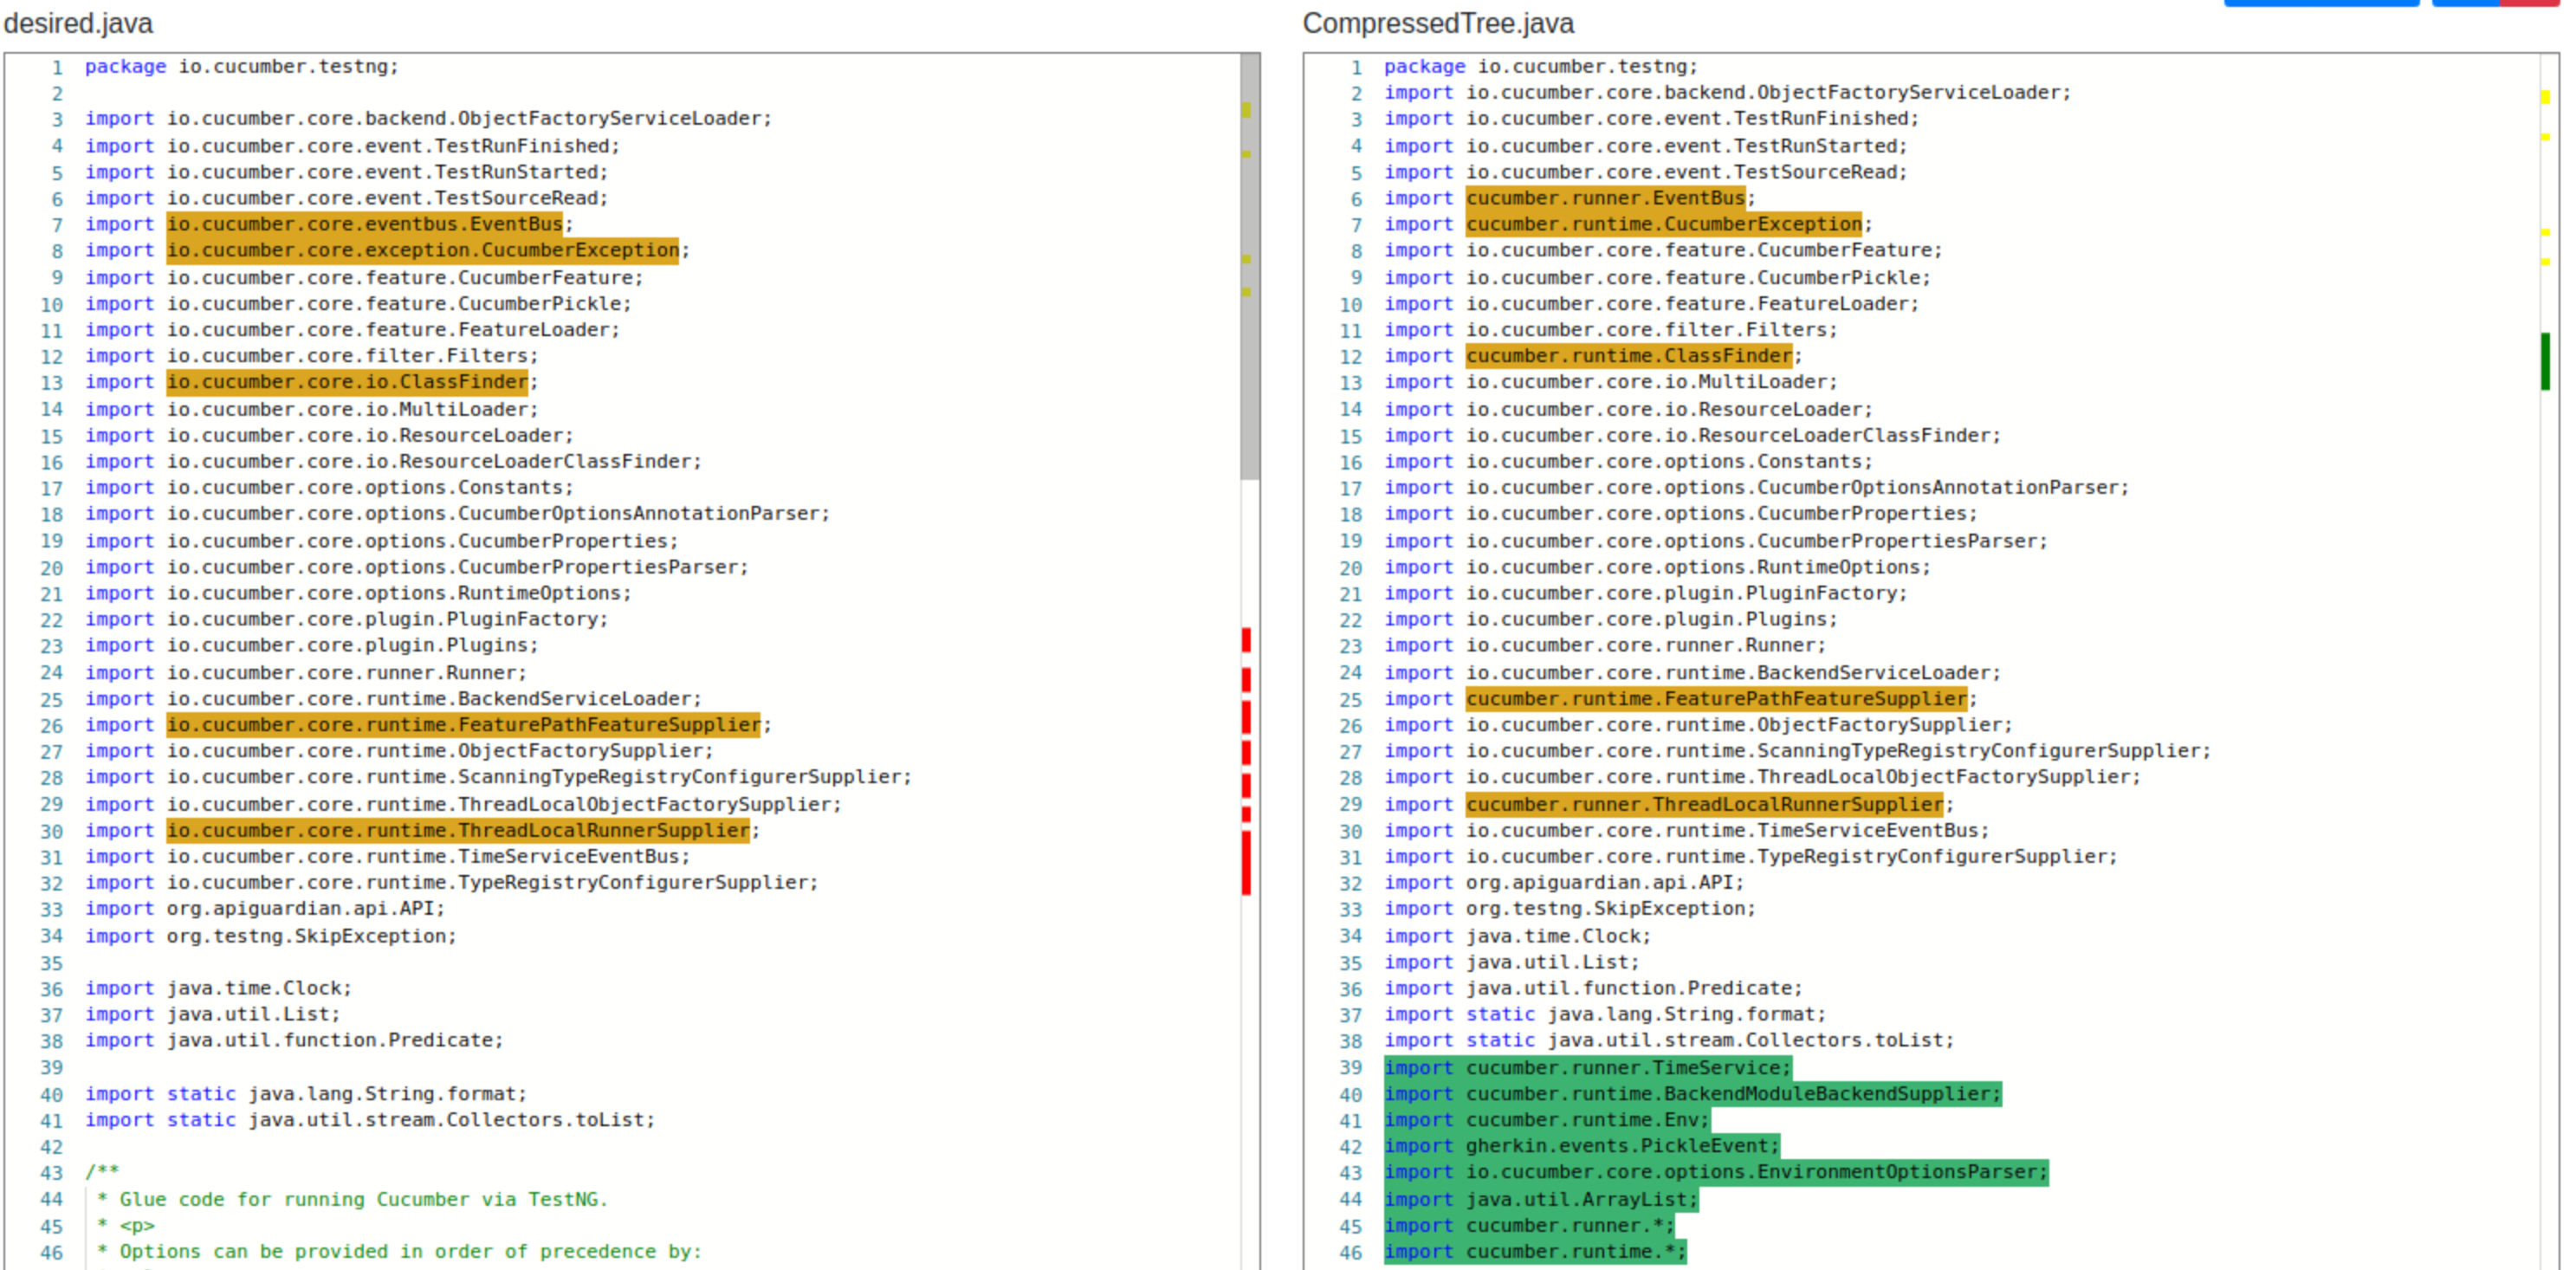 desired.java
1 package io.cucumber.testng;
2
3 import io.cucumber.core.backend.ObjectFactoryServiceLoader;
4 import io.cucumber.core.event.TestRunFinished;
5 import io.cucumber.core.event.TestRunStarted;
6 import io.cucumber.core.event.TestSourceRead;
7 import io.cucumber.core.eventbus.EventBus;
8 import io.cucumber.core.exception.CucumberException;
9 import io.cucumber.core.feature.CucumberFeature;
10 import io.cucumber.core.feature.CucumberPickle;
11 import io.cucumber.core.feature.FeatureLoader;
12 import io.cucumber.core.filter.Filters;
13 import io.cucumber.core.io.ClassFinder;
14 import io.cucumber.core.io.MultiLoader;
15 import io.cucumber.core.io.ResourceLoader;
16 import io.cucumber.core.io.ResourceLoaderClassFinder;
17 import io.cucumber.core.options.Constants;
18 import io.cucumber.core.options.CucumberOptionsAnnotationParser;
19 import io.cucumber.core.options.CucumberProperties;
20 import io.cucumber.core.options.CucumberPropertiesParser;
21 import io.cucumber.core.options.RuntimeOptions;
22 import io.cucumber.core.plugin.PluginFactory;
23 import io.cucumber.core.plugin.Plugins;
24 import io.cucumber.core.runner.Runner;
25 import io.cucumber.core.runtime.BackendServiceLoader;
26 import io.cucumber.core.runtime.FeaturePathFeatureSupplier;
27 import io.cucumber.core.runtime.ObjectFactorySupplier;
28 import io.cucumber.core.runtime.ScanningTypeRegistryConfigurerSupplier;
29 import io.cucumber.core.runtime.ThreadLocalObjectFactorySupplier;
30 import io.cucumber.core.runtime.ThreadLocalRunnerSupplier;
31 import io.cucumber.core.runtime.TimeServiceEventBus;
32 import io.cucumber.core.runtime.TypeRegistryConfigurerSupplier;
33 import org.apiguardian.api.API;
34 import org.testng.SkipException;
35
36 import java.time.Clock;
37 import java.util.List;
38 import java.util.function.Predicate;
39
40 import static java.lang.String.format;
41 import static java.util.stream.Collectors.toList;
42
43 /**
44 * Glue code for running Cucumber via TestNG.
45 * <p>
46 * Options can be provided in order of precedence by:
CompressedTree.java
1 package io.cucumber.testng;
2 import io.cucumber.core.backend.ObjectFactoryServiceLoader;
3 import io.cucumber.core.event.TestRunFinished;
4 import io.cucumber.core.event.TestRunStarted;
5 import io.cucumber.core.event.TestSourceRead;
6 import cucumber.runner.EventBus;
7 import cucumber.runtime.CucumberException;
8 import io.cucumber.core.feature.CucumberFeature;
9 import io.cucumber.core.feature.CucumberPickle;
10 import io.cucumber.core.feature.FeatureLoader;
11 import io.cucumber.core.filter.Filters;
12 import cucumber.runtime.ClassFinder;
13 import io.cucumber.core.io.MultiLoader;
14 import io.cucumber.core.io.ResourceLoader;
15 import io.cucumber.core.io.ResourceLoaderClassFinder;
16 import io.cucumber.core.options.Constants;
17 import io.cucumber.core.options.CucumberOptionsAnnotationParser;
18 import io.cucumber.core.options.CucumberProperties;
19 import io.cucumber.core.options.CucumberPropertiesParser;
20 import io.cucumber.core.options.RuntimeOptions;
21 import io.cucumber.core.plugin.PluginFactory;
22 import io.cucumber.core.plugin.Plugins;
23 import io.cucumber.core.runner.Runner;
24 import io.cucumber.core.runtime.BackendServiceLoader;
25 import cucumber.runtime.FeaturePathFeatureSupplier;
26 import io.cucumber.core.runtime.ObjectFactorySupplier;
27 import io.cucumber.core.runtime.ScanningTypeRegistryConfigurerSupplier;
28 import io.cucumber.core.runtime.ThreadLocalObjectFactorySupplier;
29 import cucumber.runner.ThreadLocalRunnerSupplier;
30 import io.cucumber.core.runtime.TimeServiceEventBus;
31 import io.cucumber.core.runtime.TypeRegistryConfigurerSupplier;
32 import org.apiguardian.api.API;
33 import org.testng.SkipException;
34 import java.time.Clock;
35 import java.util.List;
36 import java.util.function.Predicate;
37 import static java.lang.String.format;
38 import static java.util.stream.Collectors.toList;
39 import cucumber.runner.TimeService;
40 import cucumber.runtime.BackendModuleBackendSupplier;
41 import cucumber.runtime.Env;
42 import gherkin.events.PickleEvent;
43 import io.cucumber.core.options.EnvironmentOptionsParser;
44 import java.util.ArrayList;
45 import cucumber.runner.*;
46 import cucumber.runtime.*;